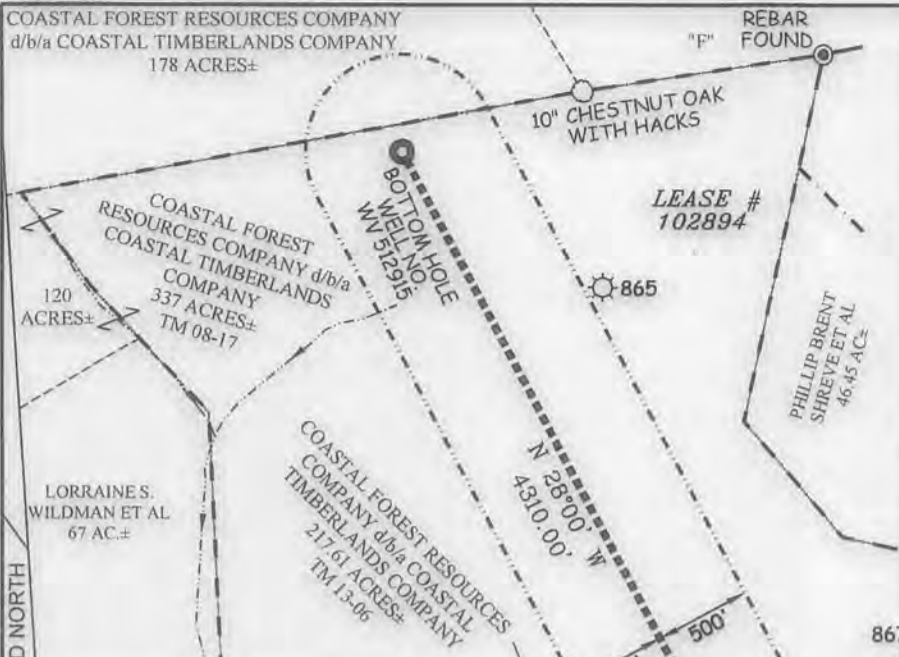 COASTAL FOREST RESOURCES COMPANY
d/b/a COASTAL TIMBERLANDS COMPANY
178 ACRES±
"F"
REBAR
FOUND
10" CHESTNUT OAK
WITH HACKS
LEASE #
102894
BOTTOM HOLE
WELL NO.
WV 512915
COASTAL FOREST
RESOURCES COMPANY d/b/a
COASTAL TIMBERLANDS
COMPANY
337 ACRES±
TM 08-17
120
ACRES±
865
PHILLIP BRENT
SHREVE ET AL
46.45 AC±
N 28°00' W
4310.00'
COASTAL FOREST RESOURCES
COMPANY d/b/a COASTAL
TIMBERLANDS COMPANY
217.61 ACRES±
TM 13-06
LORRAINE S.
WILDMAN ET AL
67 AC.±
D NORTH
500'
867